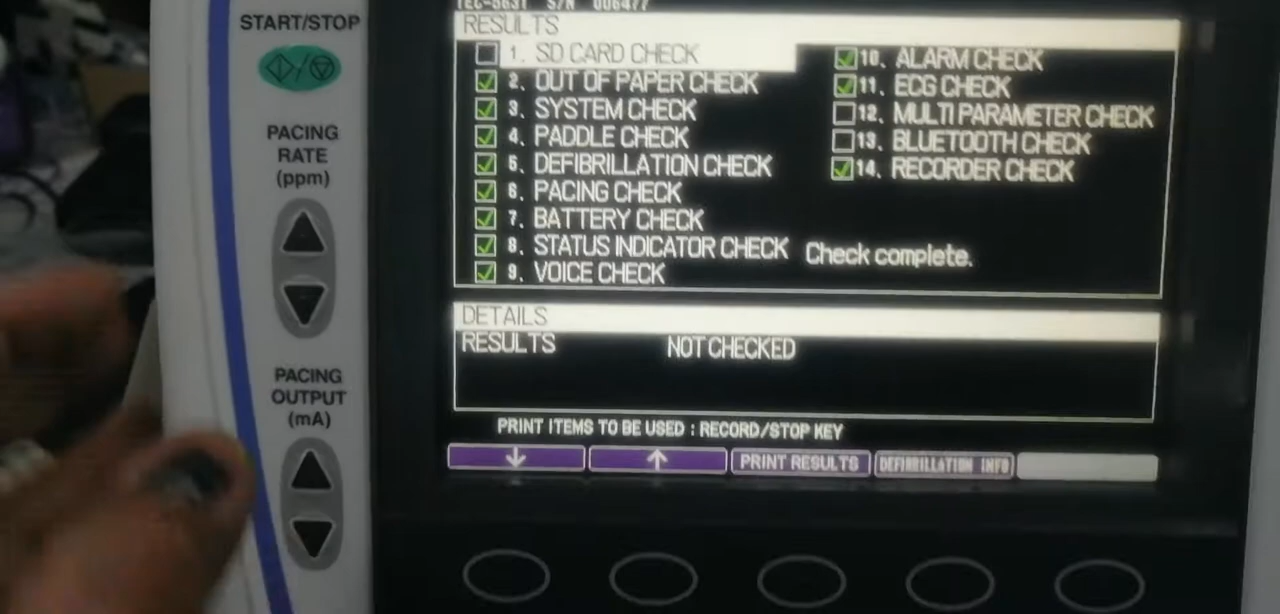 START/STOP
PACING
RATE
(ppm)
PACING
OUTPUT
(mA)
TEC-5631 S/N 006477
RESULTS
1. SD CARD CHECK
2. OUT OF PAPER CHECK
3. SYSTEM CHECK
4. PADDLE CHECK
5. DEFIBRILLATION CHECK
6. PACING CHECK
7. BATTERY CHECK
8. STATUS INDICATOR CHECK
9. VOICE CHECK
10. ALARM CHECK
11. ECG CHECK
12. MULTI PARAMETER CHECK
13. BLUETOOTH CHECK
14. RECORDER CHECK
Check complete.
DETAILS
RESULTS NOT CHECKED
PRINT ITEMS TO BE USED : RECORD/STOP KEY
PRINT RESULTS DEFIBRILLATION INFO